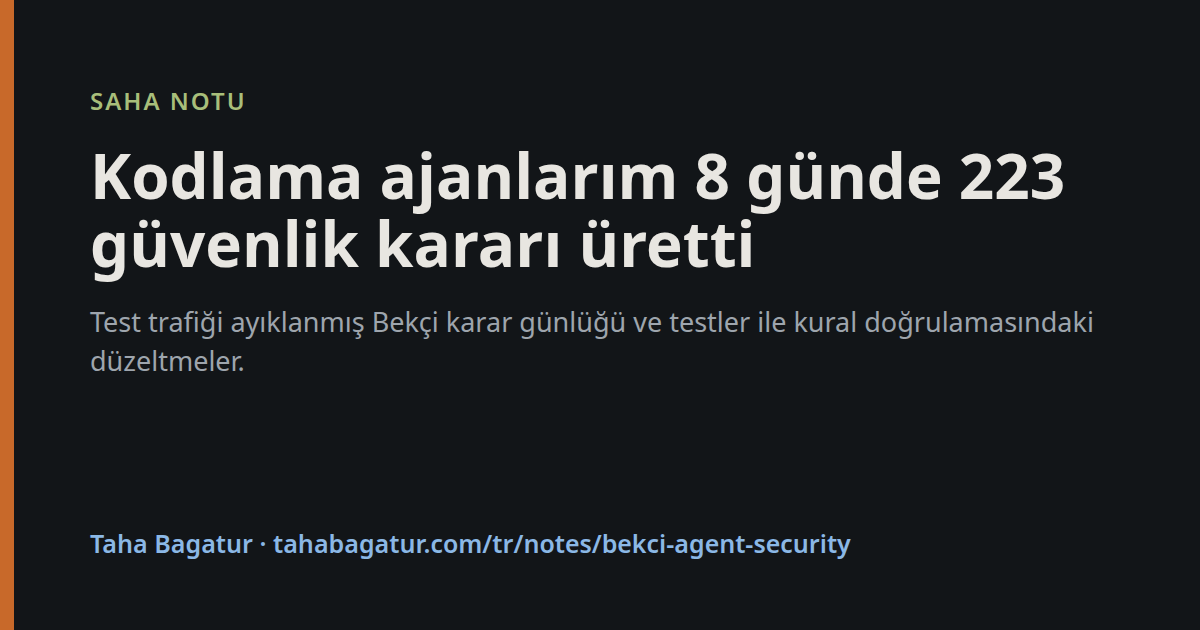 SAHA NOTU
Kodlama ajanlarım 8 günde 223
güvenlik kararı üretti
Test trafiği ayıklanmış Bekçi karar günlüğü ve testler ile kural doğrulamasındaki
düzeltmeler.
Taha Bagatur · tahabagatur.com/tr/notes/bekci-agent-security